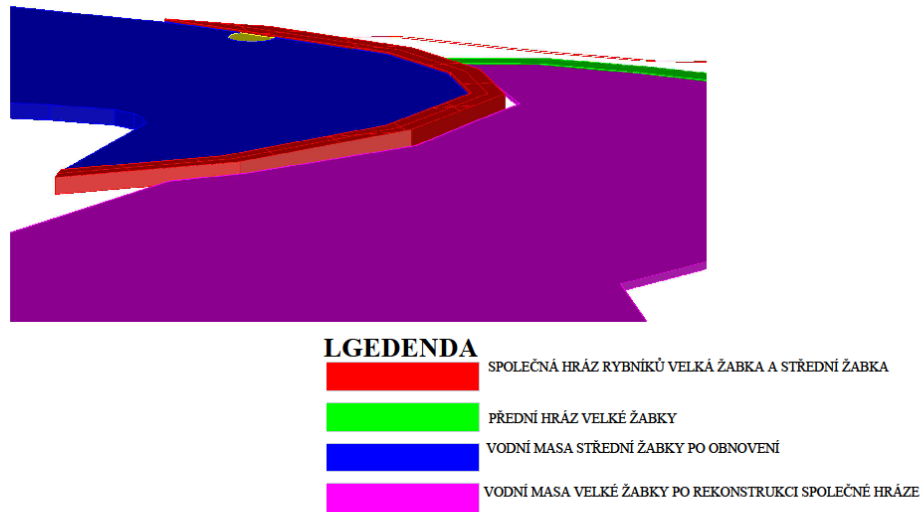 LGEDENDA
SPOLEČNÁ HRÁZ RYBNÍKŮ VELKÁ ŽABKA A STŘEDNÍ ŽABKA
PŘEDNÍ HRÁZ VELKÉ ŽABKY
VODNÍ MASA STŘEDNÍ ŽABKY PO OBNOVENÍ
VODNÍ MASA VELKÉ ŽABKY PO REKONSTRUKCI SPOLEČNÉ HRÁZE